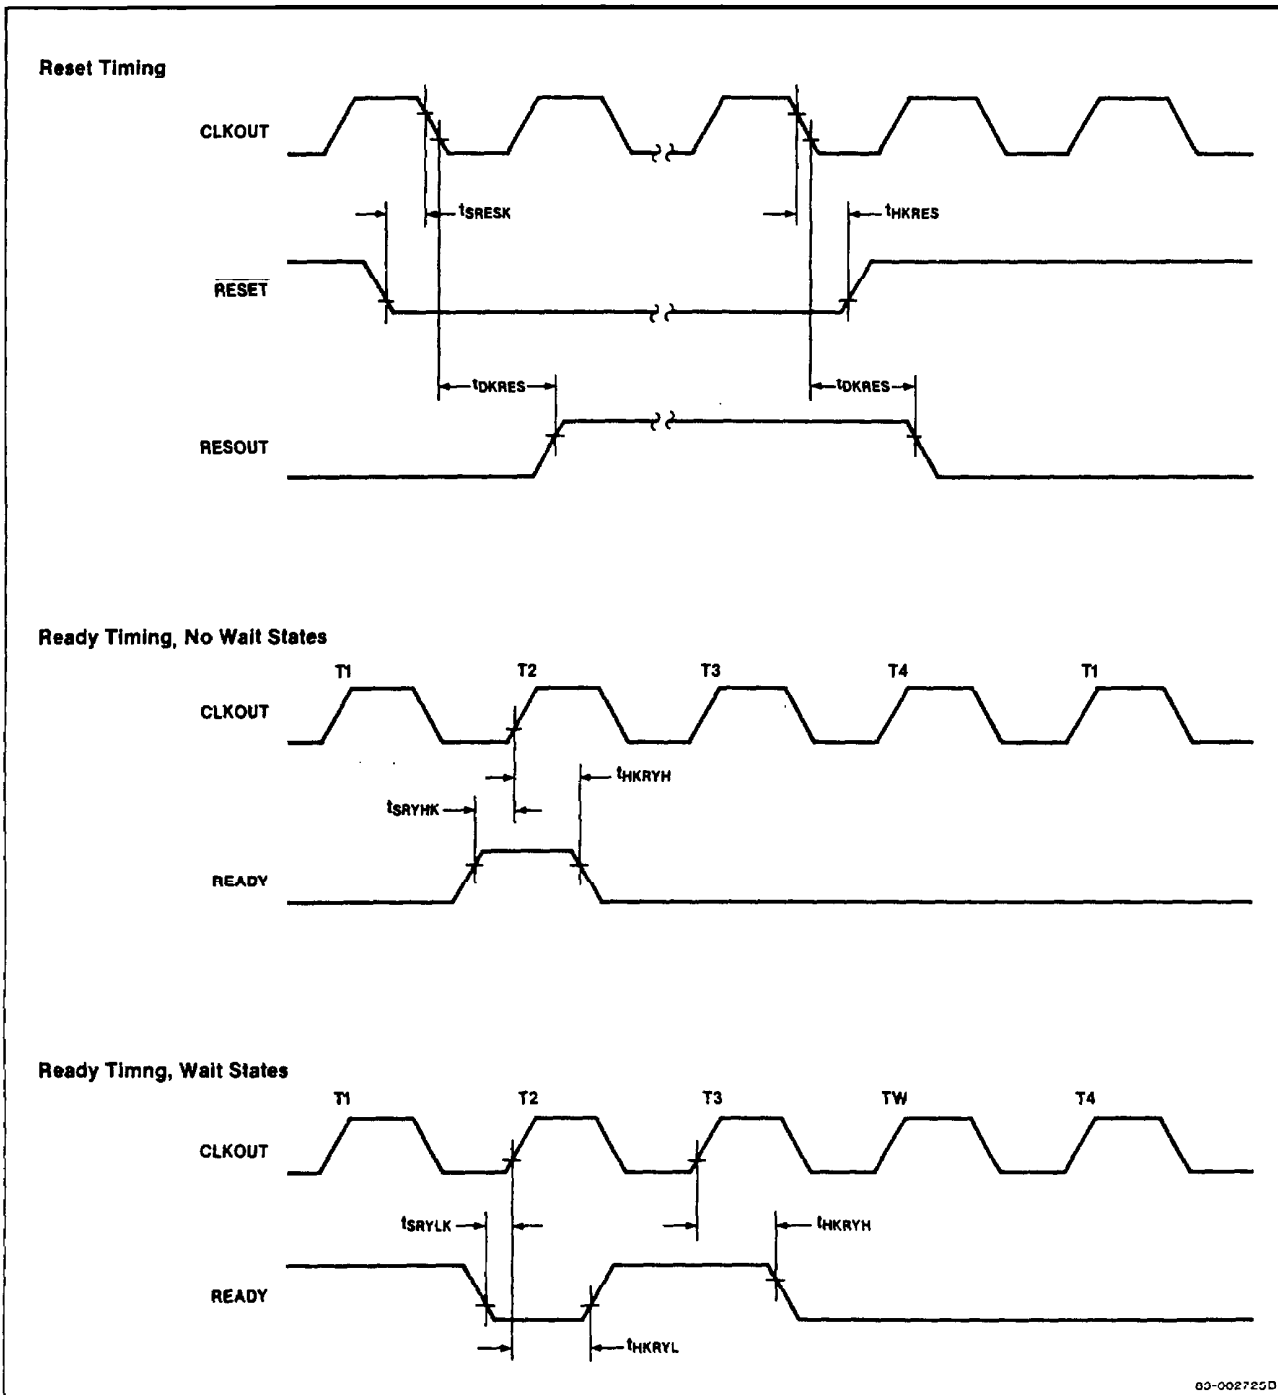 Reset Timing
CLKOUT
tSRESK
tHKRES
RESET
tDKRES
tDKRES
RESOUT
Ready Timing, No Wait States
T1 T2 T3 T4 T1
CLKOUT
tHKRYH
tSRYHK
READY
Ready Timng, Wait States
T1 T2 T3 TW T4
CLKOUT
tSRYLK
tHKRYH
READY
tHKRYL
83-002725D